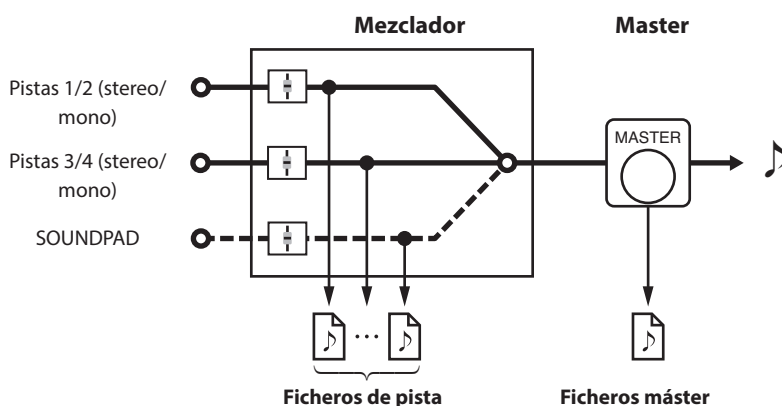 Mezclador
Master
Pistas 1/2 (stereo/
mono)
MASTER
Pistas 3/4 (stereo/
mono)
SOUNDPAD
Ficheros de pista
Ficheros máster